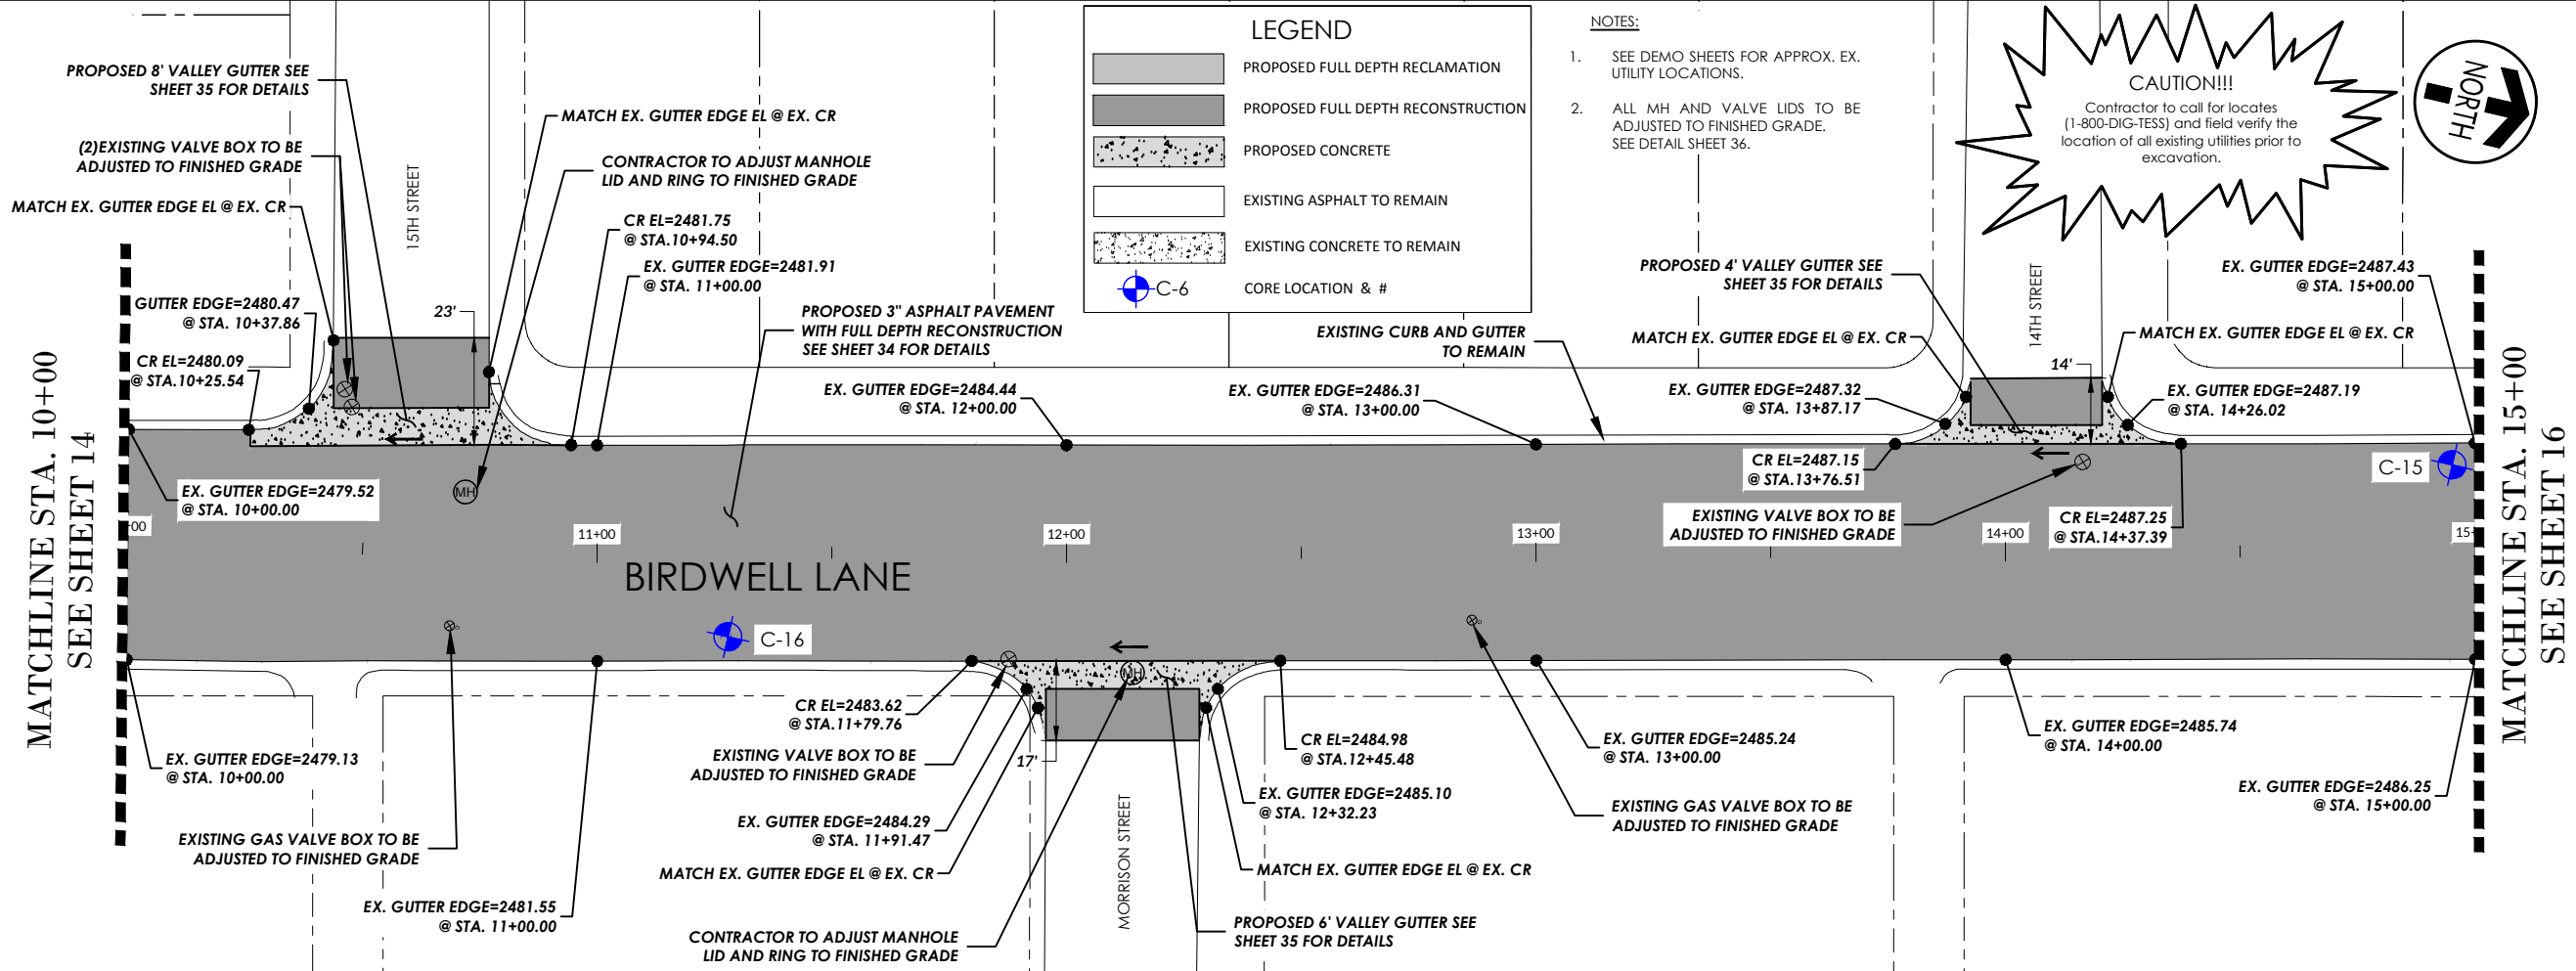 PROPOSED 8' VALLEY GUTTER SEE
SHEET 35 FOR DETAILS
(2)EXISTING VALVE BOX TO BE
ADJUSTED TO FINISHED GRADE
MATCH EX. GUTTER EDGE EL @ EX. CR
GUTTER EDGE=2480.47
@ STA. 10+37.86
CR EL=2480.09
@ STA.10+25.54
MATCHLINE STA. 10+00
SEE SHEET 14
15TH STREET
23'
MATCH EX. GUTTER EDGE EL @ EX. CR
CONTRACTOR TO ADJUST MANHOLE
LID AND RING TO FINISHED GRADE
CR EL=2481.75
@ STA.10+94.50
EX. GUTTER EDGE=2481.91
@ STA. 11+00.00
PROPOSED 3" ASPHALT PAVEMENT
WITH FULL DEPTH RECONSTRUCTION
SEE SHEET 34 FOR DETAILS
EX. GUTTER EDGE=2484.44
@ STA. 12+00.00
LEGEND
PROPOSED FULL DEPTH RECLAMATION
PROPOSED FULL DEPTH RECONSTRUCTION
PROPOSED CONCRETE
EXISTING ASPHALT TO REMAIN
EXISTING CONCRETE TO REMAIN
C-6
CORE LOCATION & #
NOTES:
1. SEE DEMO SHEETS FOR APPROX. EX.
UTILITY LOCATIONS.
2. ALL MH AND VALVE LIDS TO BE
ADJUSTED TO FINISHED GRADE.
SEE DETAIL SHEET 36.
CAUTION!!!
Contractor to call for locates
(1-800-DIG-TESS) and field verify the
location of all existing utilities prior to
excavation.
NORTH
EXISTING CURB AND GUTTER
TO REMAIN
EX. GUTTER EDGE=2486.31
@ STA. 13+00.00
PROPOSED 4' VALLEY GUTTER SEE
SHEET 35 FOR DETAILS
MATCH EX. GUTTER EDGE EL @ EX. CR
EX. GUTTER EDGE=2487.32
@ STA. 13+87.17
14TH STREET
14'
EX. GUTTER EDGE=2487.43
@ STA. 15+00.00
MATCH EX. GUTTER EDGE EL @ EX. CR
EX. GUTTER EDGE=2487.19
@ STA. 14+26.02
MATCHLINE STA. 15+00
SEE SHEET 16
EX. GUTTER EDGE=2479.52
@ STA. 10+00.00
MH
CR EL=2487.15
@ STA.13+76.51
EXISTING VALVE BOX TO BE
ADJUSTED TO FINISHED GRADE
CR EL=2487.25
@ STA.14+37.39
C-15
+00
11+00
12+00
13+00
14+00
15+
BIRDWELL LANE
C-16
MH
EX. GUTTER EDGE=2479.13
@ STA. 10+00.00
EXISTING GAS VALVE BOX TO BE
ADJUSTED TO FINISHED GRADE
EX. GUTTER EDGE=2481.55
@ STA. 11+00.00
CR EL=2483.62
@ STA.11+79.76
EXISTING VALVE BOX TO BE
ADJUSTED TO FINISHED GRADE
EX. GUTTER EDGE=2484.29
@ STA. 11+91.47
MATCH EX. GUTTER EDGE EL @ EX. CR
CONTRACTOR TO ADJUST MANHOLE
LID AND RING TO FINISHED GRADE
17'
MORRISON STREET
CR EL=2484.98
@ STA.12+45.48
EX. GUTTER EDGE=2485.10
@ STA. 12+32.23
MATCH EX. GUTTER EDGE EL @ EX. CR
PROPOSED 6' VALLEY GUTTER SEE
SHEET 35 FOR DETAILS
EX. GUTTER EDGE=2485.24
@ STA. 13+00.00
EXISTING GAS VALVE BOX TO BE
ADJUSTED TO FINISHED GRADE
EX. GUTTER EDGE=2485.74
@ STA. 14+00.00
EX. GUTTER EDGE=2486.25
@ STA. 15+00.00